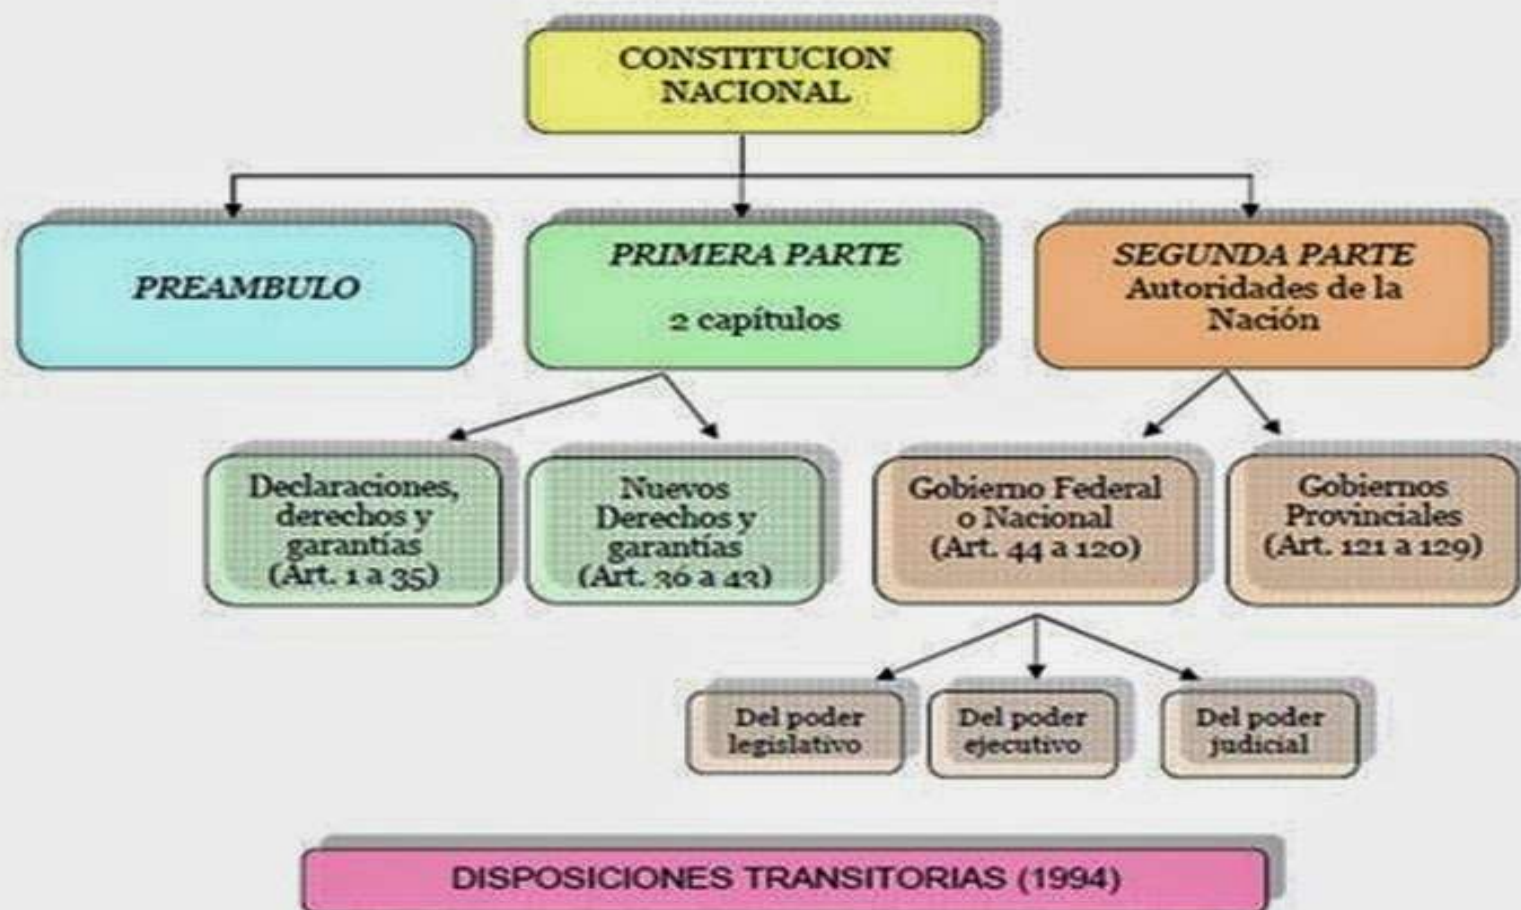 CONSTITUCION
NACIONAL
PREAMBULO
PRIMERA PARTE
2 capítulos
SEGUNDA PARTE
Autoridades de la
Nación
Declaraciones,
derechos y
garantías
(Art. 1 a 35)
Nuevos
Derechos y
garantías
(Art. 36 a 43)
Gobierno Federal
o Nacional
(Art. 44 a 120)
Gobiernos
Provinciales
(Art. 121 a 129)
Del poder
legislativo
Del poder
ejecutivo
Del poder
judicial
DISPOSICIONES TRANSITORIAS (1994)